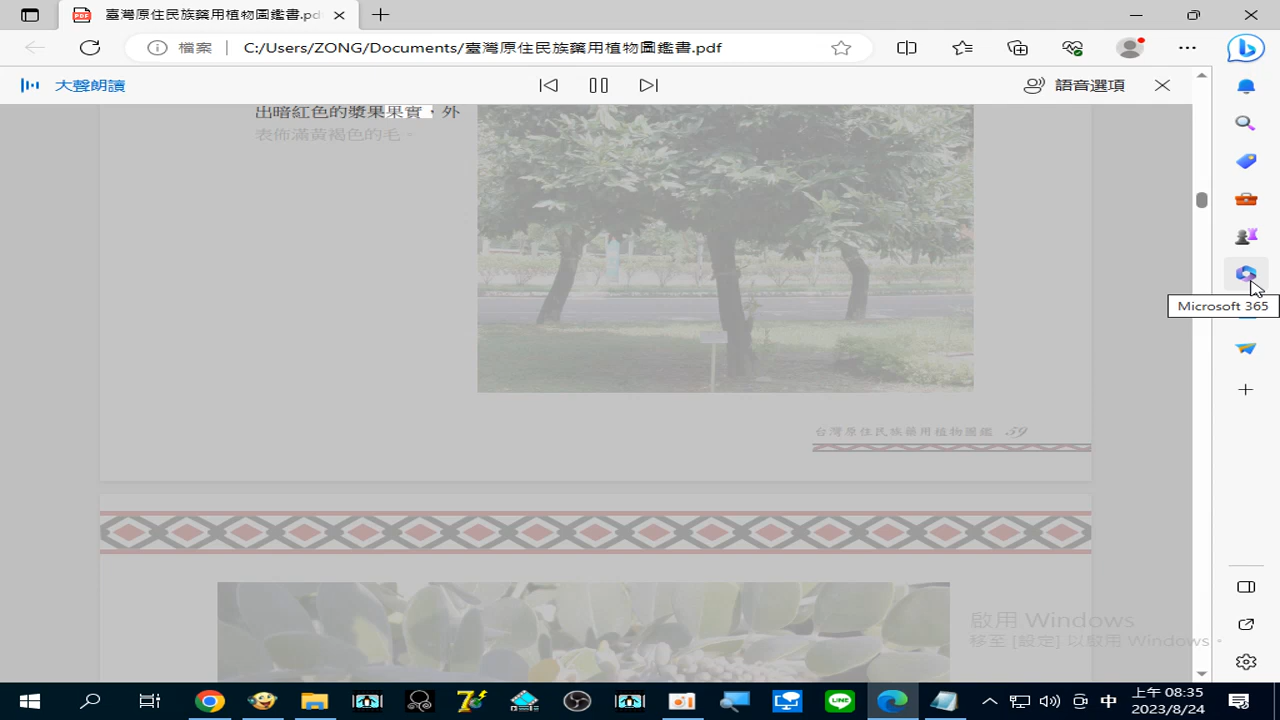 臺灣原住民族藥用植物圖鑑書.pd
檔案
C:/Users/ZONG/Documents/臺灣原住民族藥用植物圖鑑書.pdf
大聲朗讀
語音選項
出暗紅色的漿果果實,外
表佈滿黃褐色的毛。
Microsoft 365
台灣原住民族藥用植物圖鑑 59
啟用 Windows
移至 [設定] 以啟用 Windows。
中
上午 08:35
2023/8/24
LINE